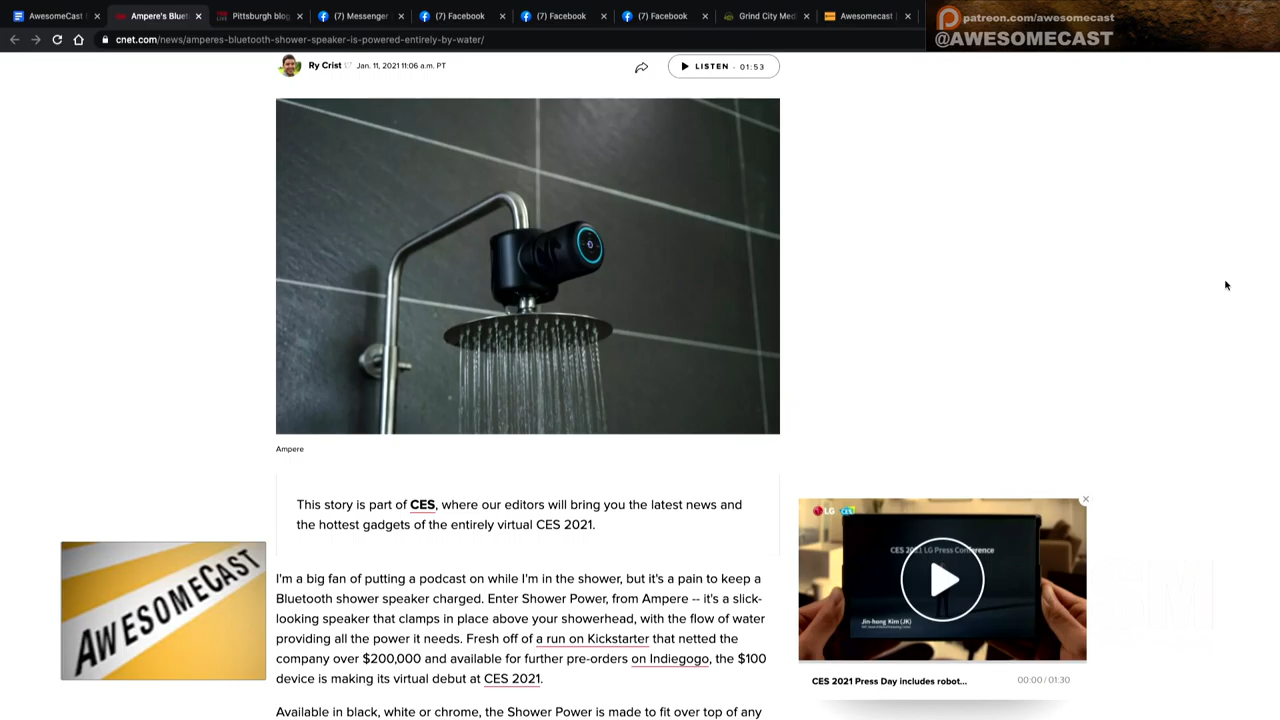 AwesomeCast
Ampere's Bluet
Pittsburgh blog
(7) Messenger
(7) Facebook
(7) Facebook
(7) Facebook
Grind City Med
Awesomecast
patreon.com/awesomecast
@AWESOMECAST
cnet.com/news/amperes-bluetooth-shower-speaker-is-powered-entirely-by-water/
Ry Crist Jan. 11, 2021 11:06 a.m. PT
LISTEN - 01:53
Ampere
This story is part of CES, where our editors will bring you the latest news and
the hottest gadgets of the entirely virtual CES 2021.
LG
CES 2021 LG Press Conference
Jin-hong Kim (JK)
AWESOMECAST
I'm a big fan of putting a podcast on while I'm in the shower, but it's a pain to keep a
Bluetooth shower speaker charged. Enter Shower Power, from Ampere -- it's a slick-
looking speaker that clamps in place above your showerhead, with the flow of water
providing all the power it needs. Fresh off of a run on Kickstarter that netted the
company over $200,000 and available for further pre-orders on Indiegogo, the $100
device is making its virtual debut at CES 2021.
CES 2021 Press Day includes robot... 00:00 / 01:30
Available in black, white or chrome, the Shower Power is made to fit over top of any